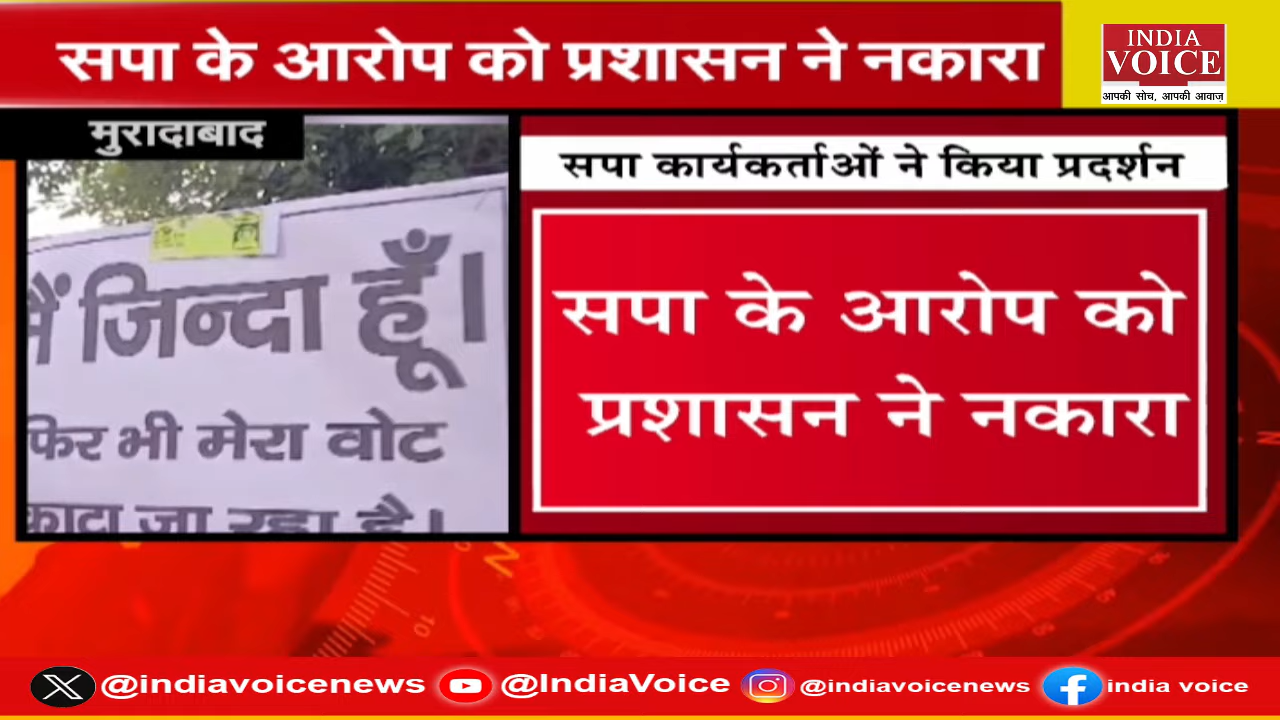 सपा के आरोप को प्रशासन ने नकारा
INDIA
VOICE
आपकी सोच, आपकी आवाज़
मुरादाबाद
सपा कार्यकर्ताओं ने किया प्रदर्शन
मैं जिन्दा हूँ।
फिर भी मेरा वोट
काटा जा रहा है।
सपा के आरोप को
प्रशासन ने नकारा
@indiavoicenews @IndiaVoice @indiavoicenews india voice